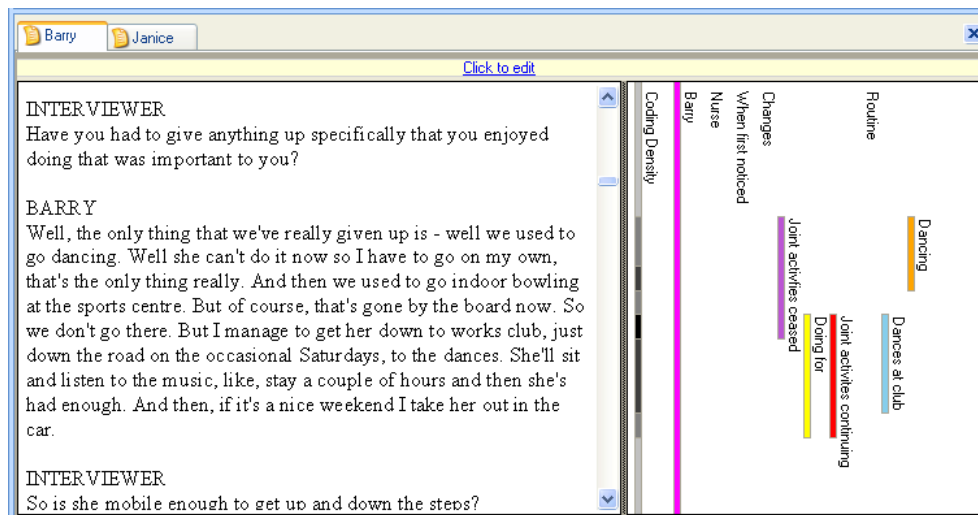 Barry
Janice
Click to edit
INTERVIEWER
Have you had to give anything up specifically that you enjoyed
doing that was important to you?
BARRY
Well, the only thing that we've really given up is - well we used to
go dancing. Well she can't do it now so I have to go on my own,
that's the only thing really. And then we used to go indoor bowling
at the sports centre. But of course, that's gone by the board now. So
we don't go there. But I manage to get her down to works club, just
down the road on the occasional Saturdays, to the dances. She'll sit
and listen to the music, like, stay a couple of hours and then she's
had enough. And then, if it's a nice weekend I take her out in the
car.
INTERVIEWER
So is she mobile enough to get up and down the steps?
Coding Density
Barry
Nurse
When first noticed
Changes
Joint activfies ceased
Doing for
Joint activites continuing
Routine
Dances at club
Dancing